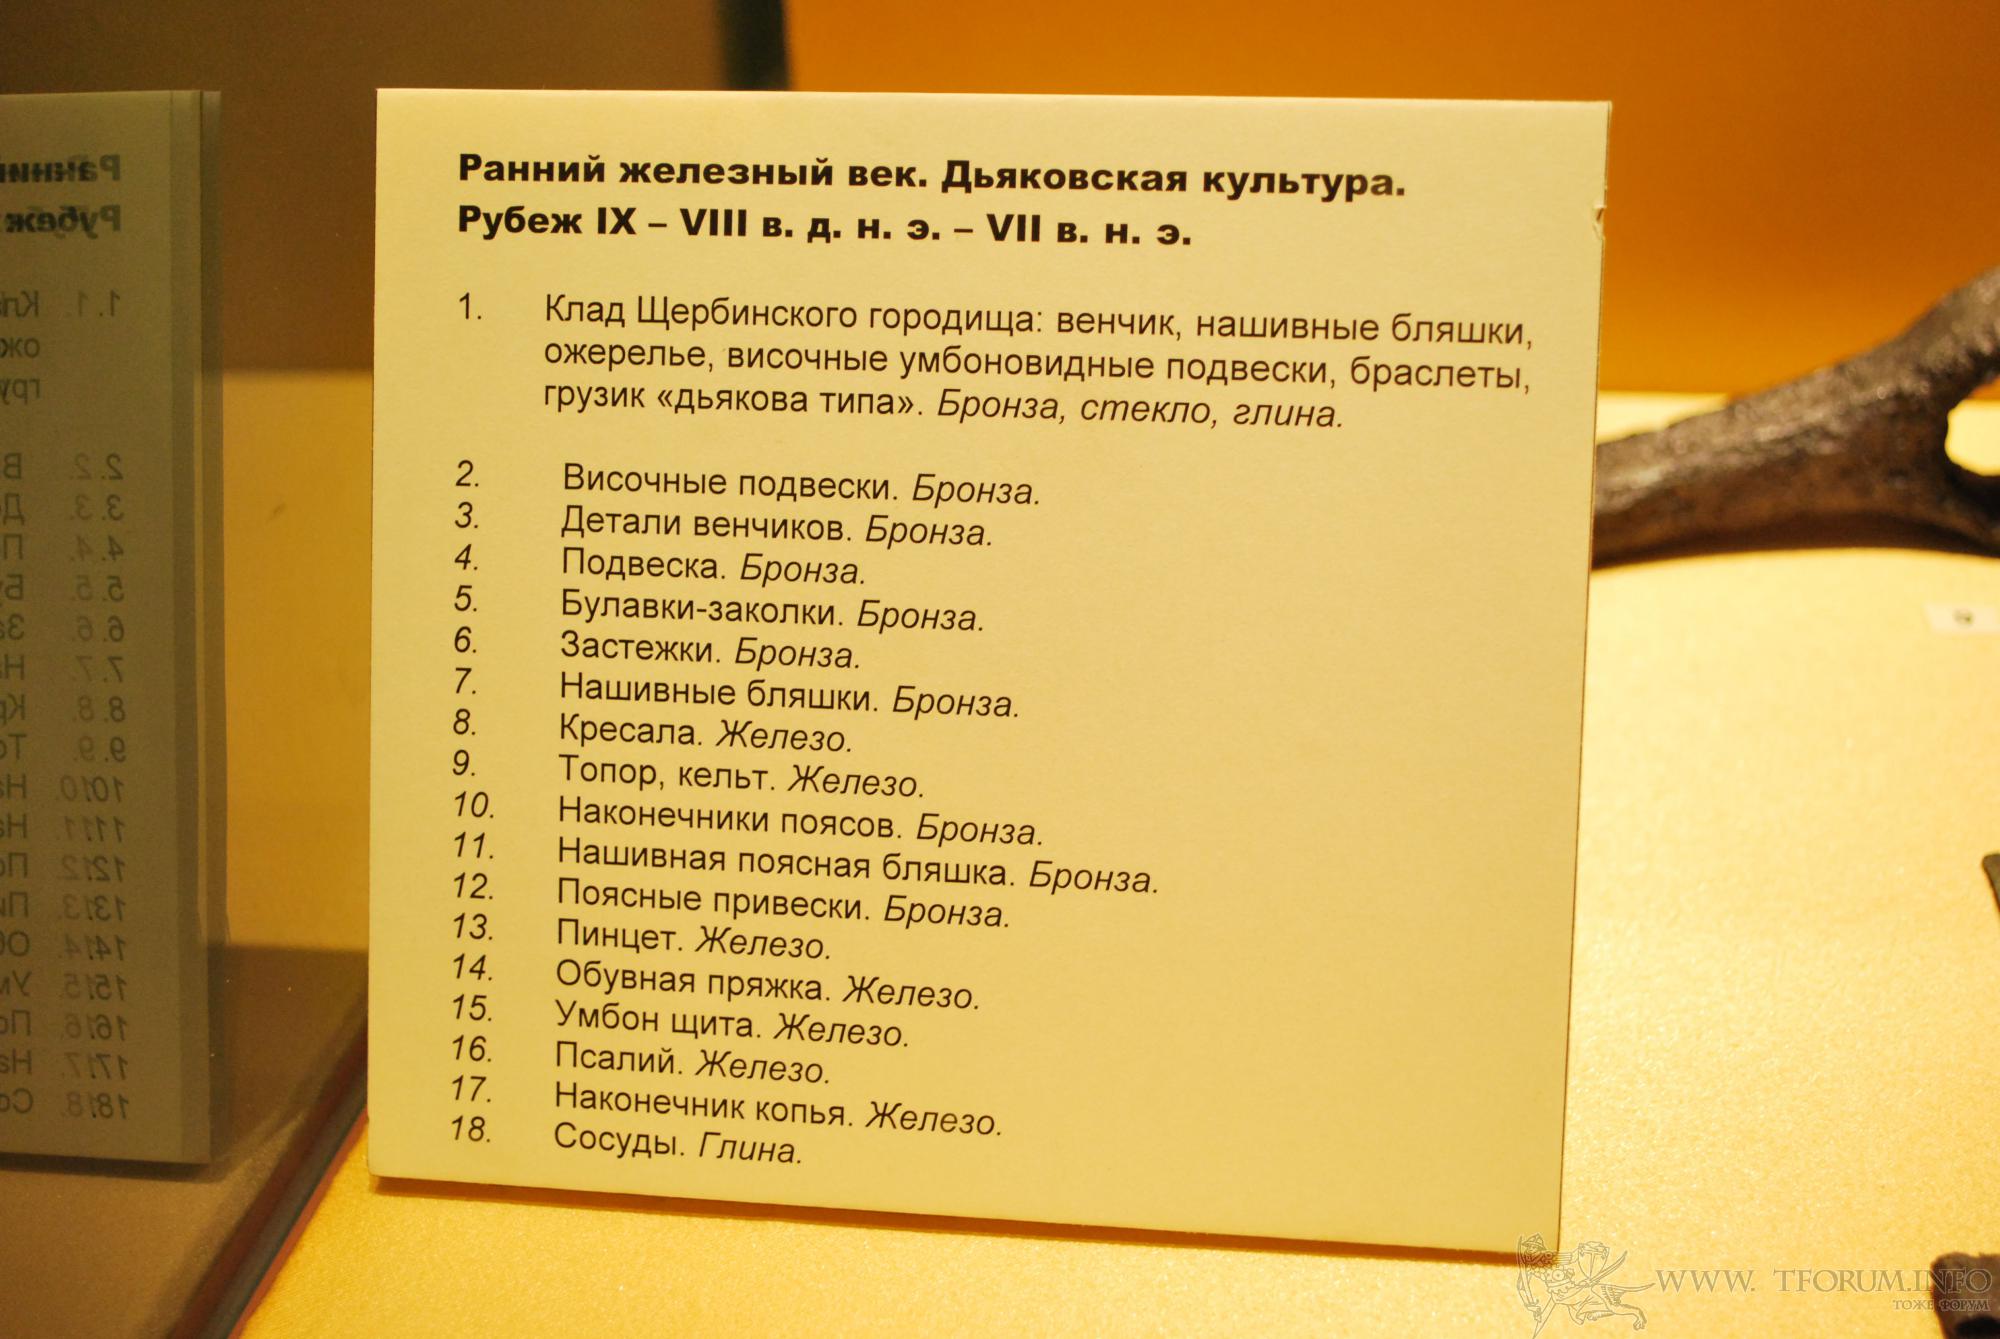 Ранний железный век. Дьяковская культура.
Рубеж IX – VIII в. д. н. э. – VII в. н. э.
1. Клад Щербинского городища: венчик, нашивные бляшки,
ожерелье, височные умбоновидные подвески, браслеты,
грузик «дьякова типа». Бронза, стекло, глина.
2. Височные подвески. Бронза.
3. Детали венчиков. Бронза.
4. Подвеска. Бронза.
5. Булавки-заколки. Бронза.
6. Застежки. Бронза.
7. Нашивные бляшки. Бронза.
8. Кресала. Железо.
9. Топор, кельт. Железо.
10. Наконечники поясов. Бронза.
11. Нашивная поясная бляшка. Бронза.
12. Поясные привески. Бронза.
13. Пинцет. Железо.
14. Обувная пряжка. Железо.
15. Умбон щита. Железо.
16. Псалий. Железо.
17. Наконечник копья. Железо.
18. Сосуды. Глина.
WWW. TFORUM.INFO
ТОЖЕ ФОРУМ